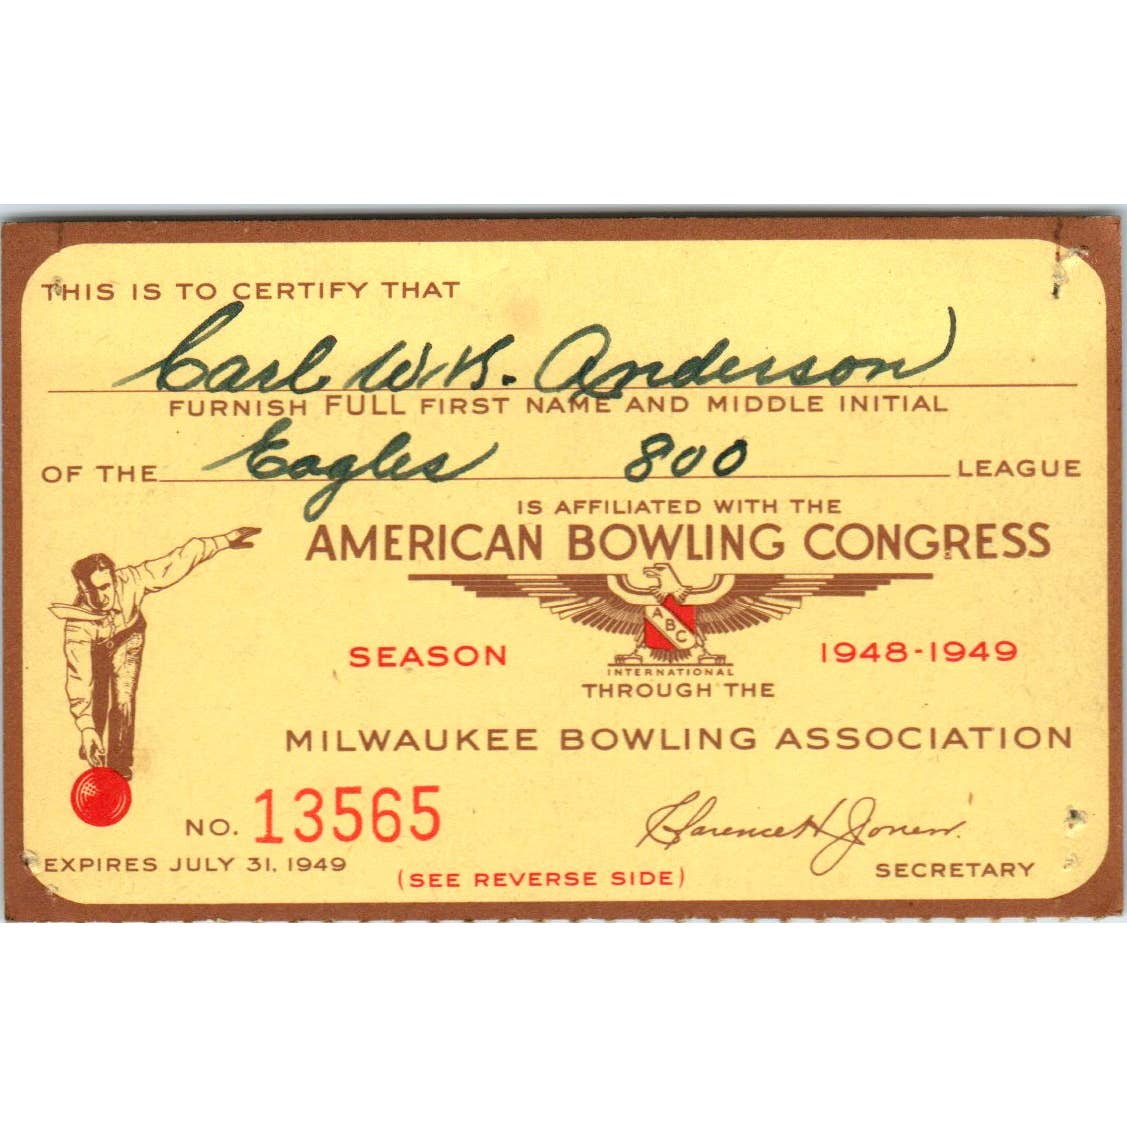 THIS IS TO CERTIFY THAT
Carl W.K. Anderson
FURNISH FULL FIRST NAME AND MIDDLE INITIAL
OF THE Eagles 800 LEAGUE
IS AFFILIATED WITH THE
AMERICAN BOWLING CONGRESS
ABC
SEASON 1948-1949
INTERNATIONAL
THROUGH THE
MILWAUKEE BOWLING ASSOCIATION
NO. 13565
Clarence H. Jonen
EXPIRES JULY 31, 1949
(SEE REVERSE SIDE)
SECRETARY